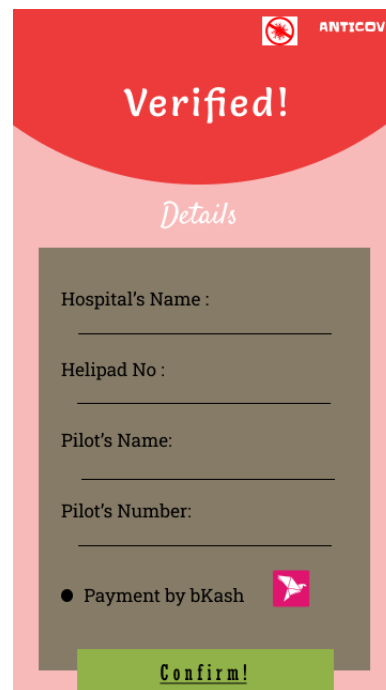 ANTICOV
Verified!
Details
Hospital’s Name :
Helipad No :
Pilot’s Name:
Pilot’s Number:
Payment by bKash
Confirm!